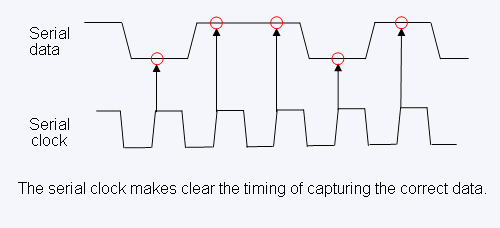 Serial
data
Serial
clock
The serial clock makes clear the timing of capturing the correct data.